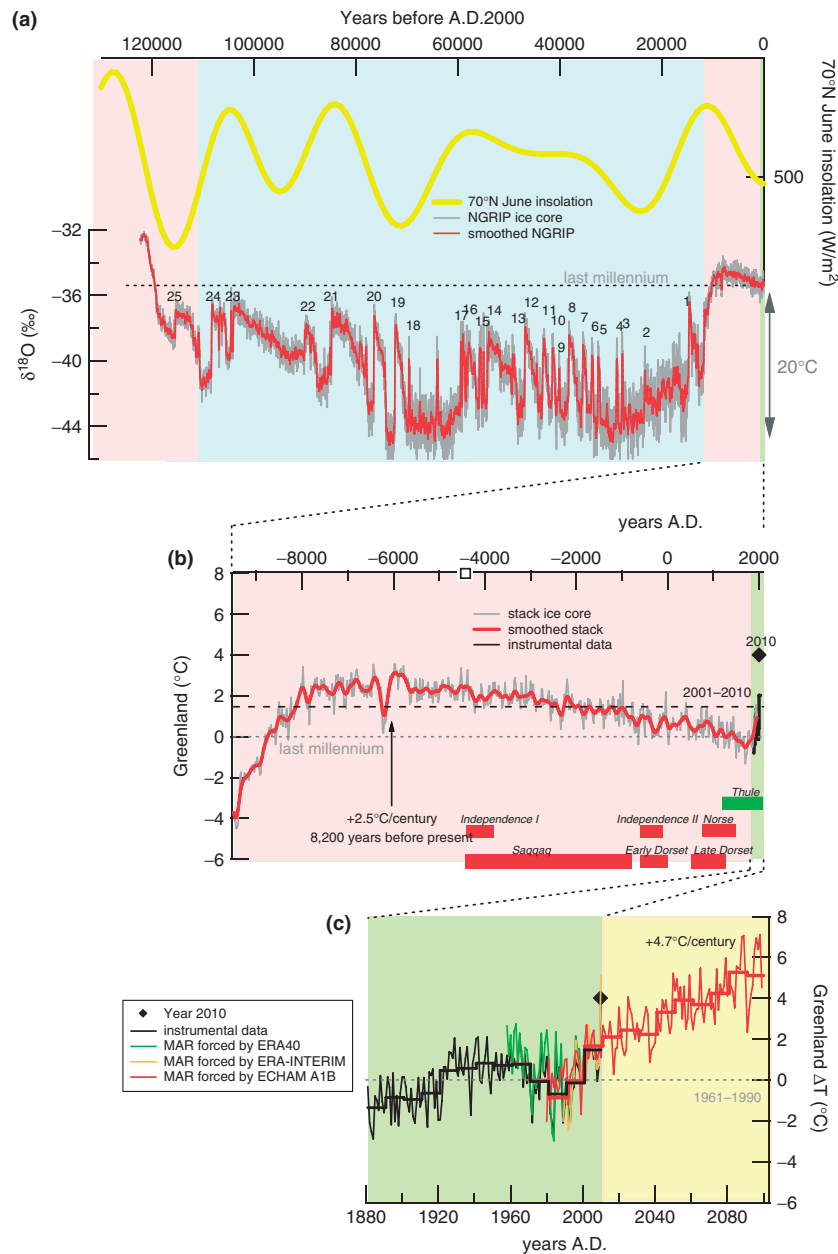 (a)
Years before A.D.2000
120000 100000 80000 60000 40000 20000 0
70°N June insolation (W/m²)
500
70°N June insolation
NGRIP ice core
smoothed NGRIP
−32
−36
−40
−44
δ¹⁸O (‰)
last millennium
25 24 23 22 21 20 19 18 17 16 15 14 13 12 11 10 9 8 7 6 5 4 3 2 1
20°C
(b)
years A.D.
−8000 −6000 −4000 −2000 0 2000
8
6
4
2
0
−2
−4
−6
Greenland (°C)
stack ice core
smoothed stack
instrumental data
2010
2001–2010
last millennium
+2.5°C/century
8,200 years before present
Thule
Independence I
Independence II
Norse
Saqqaq
Early Dorset
Late Dorset
(c)
+4.7°C/century
8
6
4
2
0
−2
−4
−6
Greenland ΔT (°C)
1961–1990
Year 2010
instrumental data
MAR forced by ERA40
MAR forced by ERA-INTERIM
MAR forced by ECHAM A1B
1880 1920 1960 2000 2040 2080
years A.D.